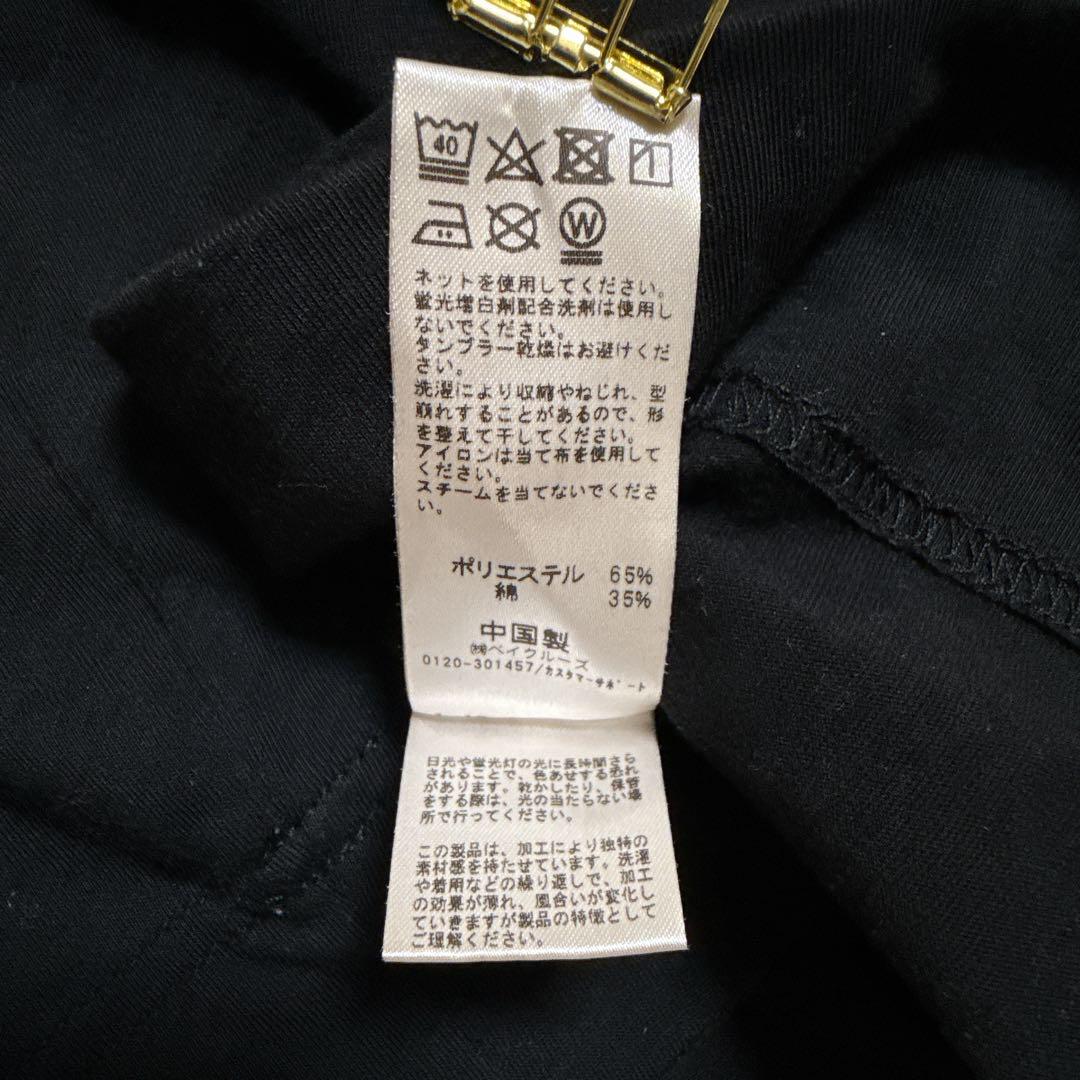 40
W
ネットを使用してください。
蛍光増白剤配合洗剤は使用し
ないでください。
タンブラー乾燥はお避けくだ
さい。
洗濯により収縮やねじれ、型
崩れすることがあるので、形
を整えて干してください。
アイロンは当て布を使用して
ください。
スチームを当てないでくださ
い。
ポリエステル 65%
綿 35%
中国製
㈱ベイクルーズ
0120-301457/カスタマーサポート
日光や蛍光灯の光に長時間さら
されることで、色あせする恐れ
があります。乾かしたり、保管
をする際は、光の当たらない場
所で行ってください。
この製品は、加工により独特の
素材感を持たせています。洗濯
や着用などの繰り返しで、加工
の効果が薄れ、風合いが変化し
ていきますが製品の特徴として
ご理解ください。